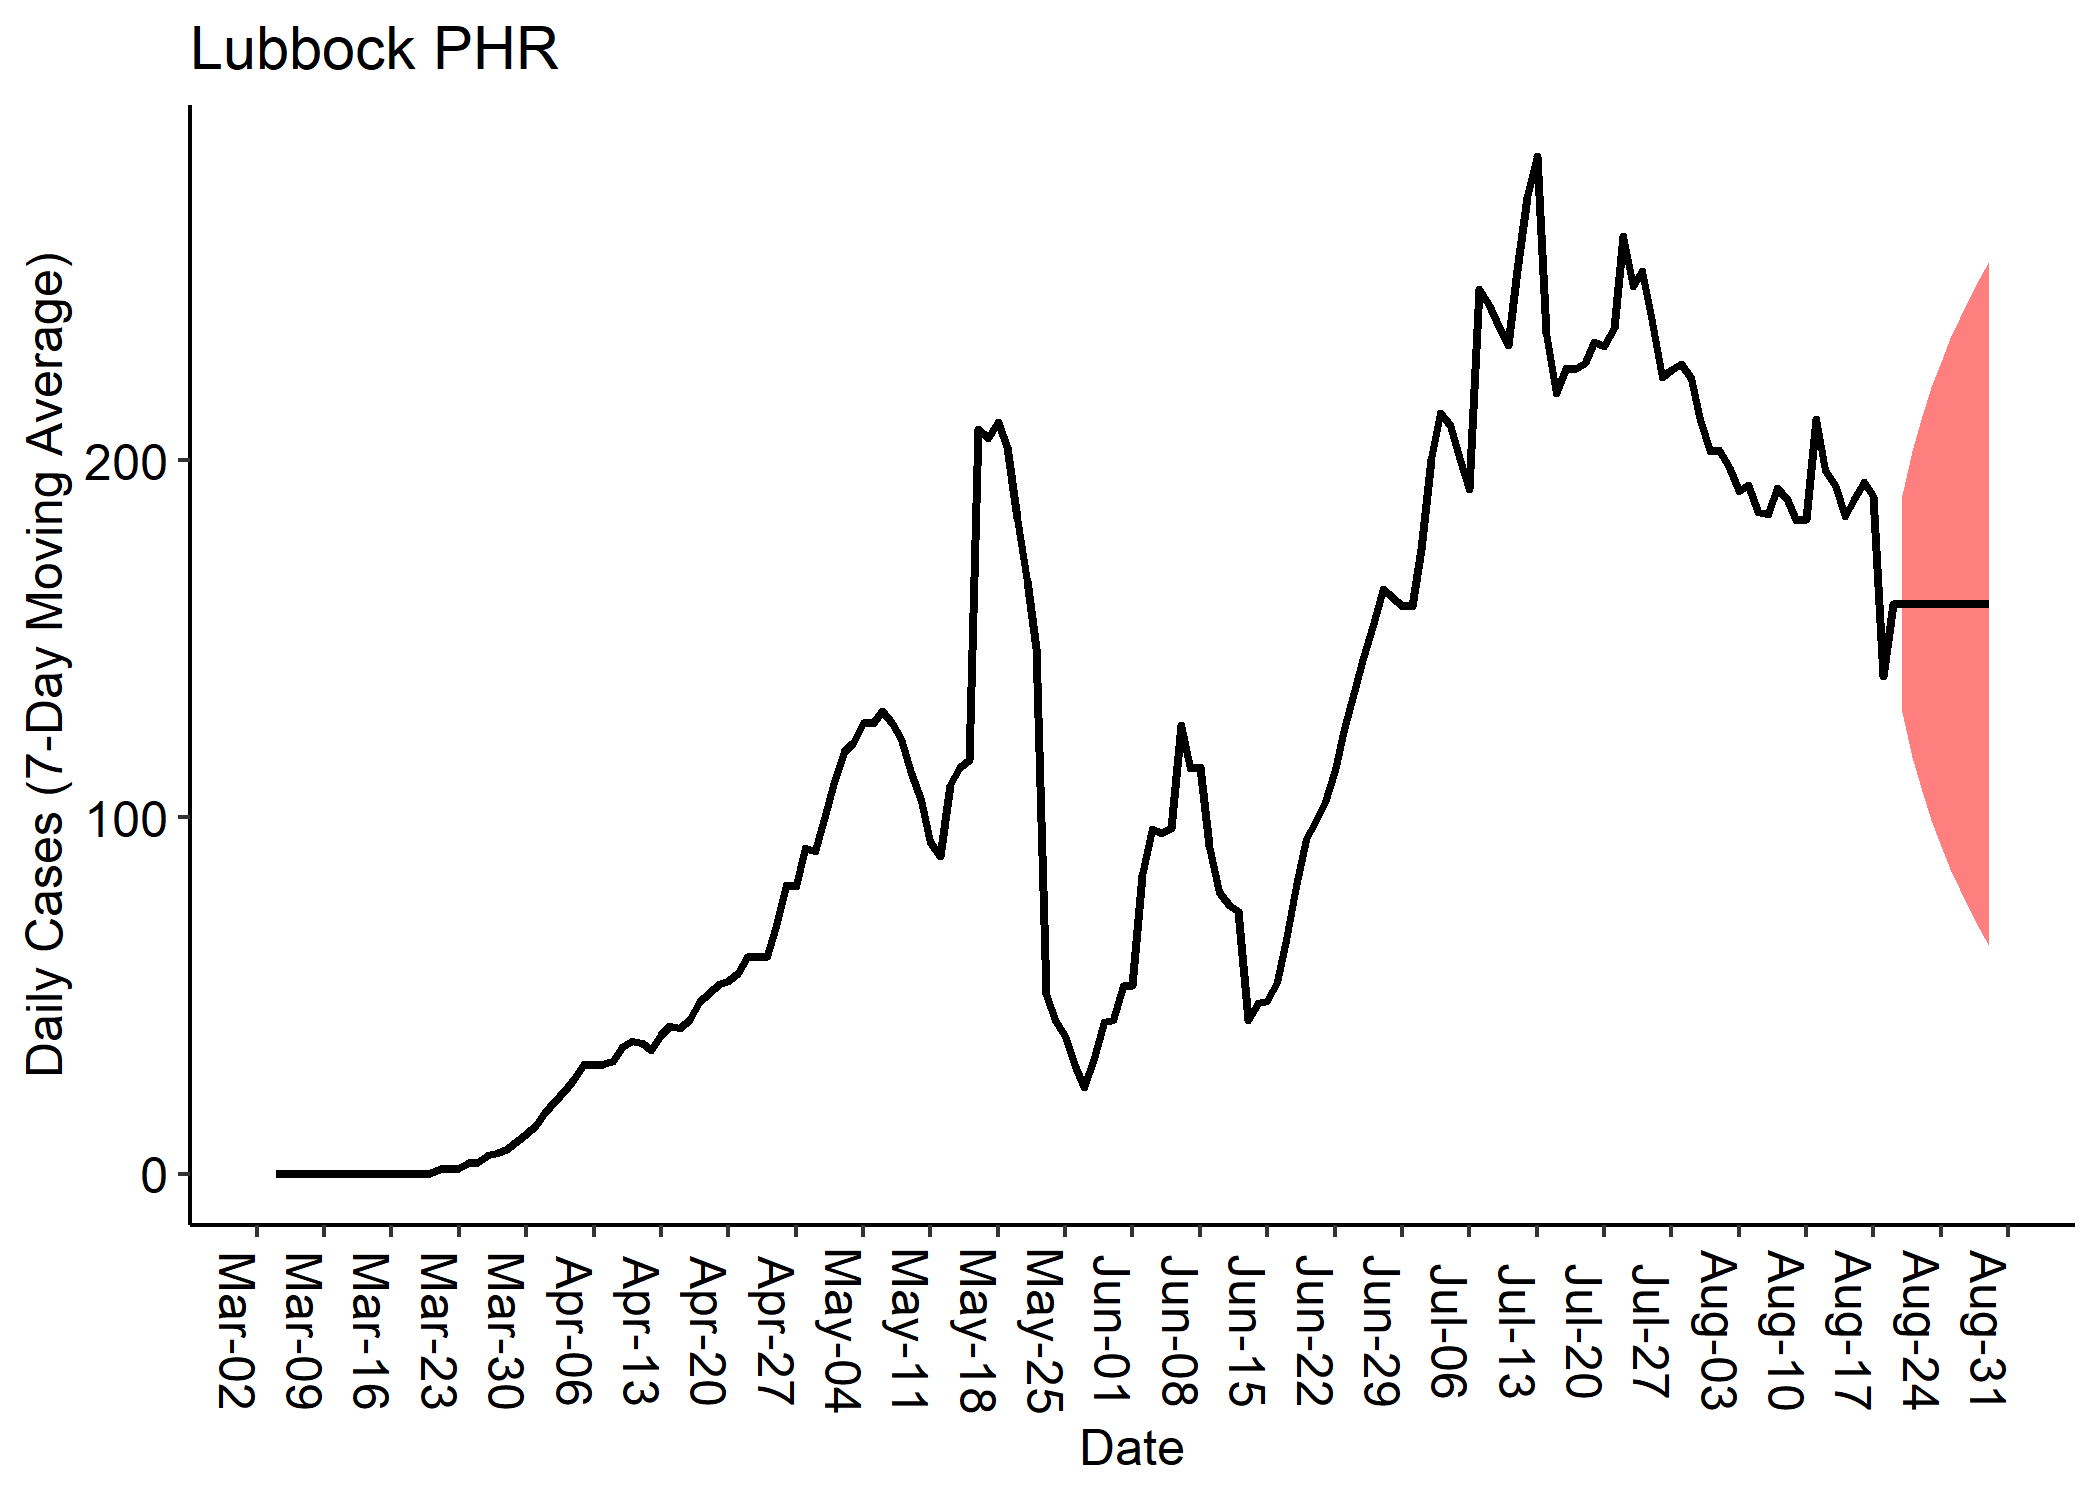 Lubbock PHR
Daily Cases (7-Day Moving Average)
200
100
0
Mar-02
Mar-09
Mar-16
Mar-23
Mar-30
Apr-06
Apr-13
Apr-20
Apr-27
May-04
May-11
May-18
May-25
Jun-01
Jun-08
Jun-15
Jun-22
Jun-29
Jul-06
Jul-13
Jul-20
Jul-27
Aug-03
Aug-10
Aug-17
Aug-24
Aug-31
Date